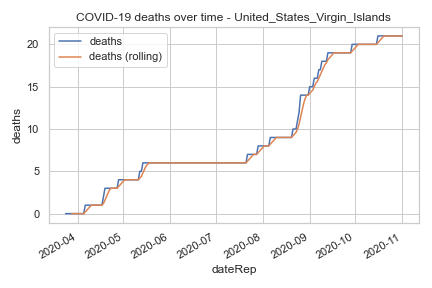 COVID-19 deaths over time - United_States_Virgin_Islands
deaths
deaths (rolling)
deaths
20
15
10
5
0
2020-04
2020-05
2020-06
2020-07
2020-08
2020-09
2020-10
2020-11
dateRep